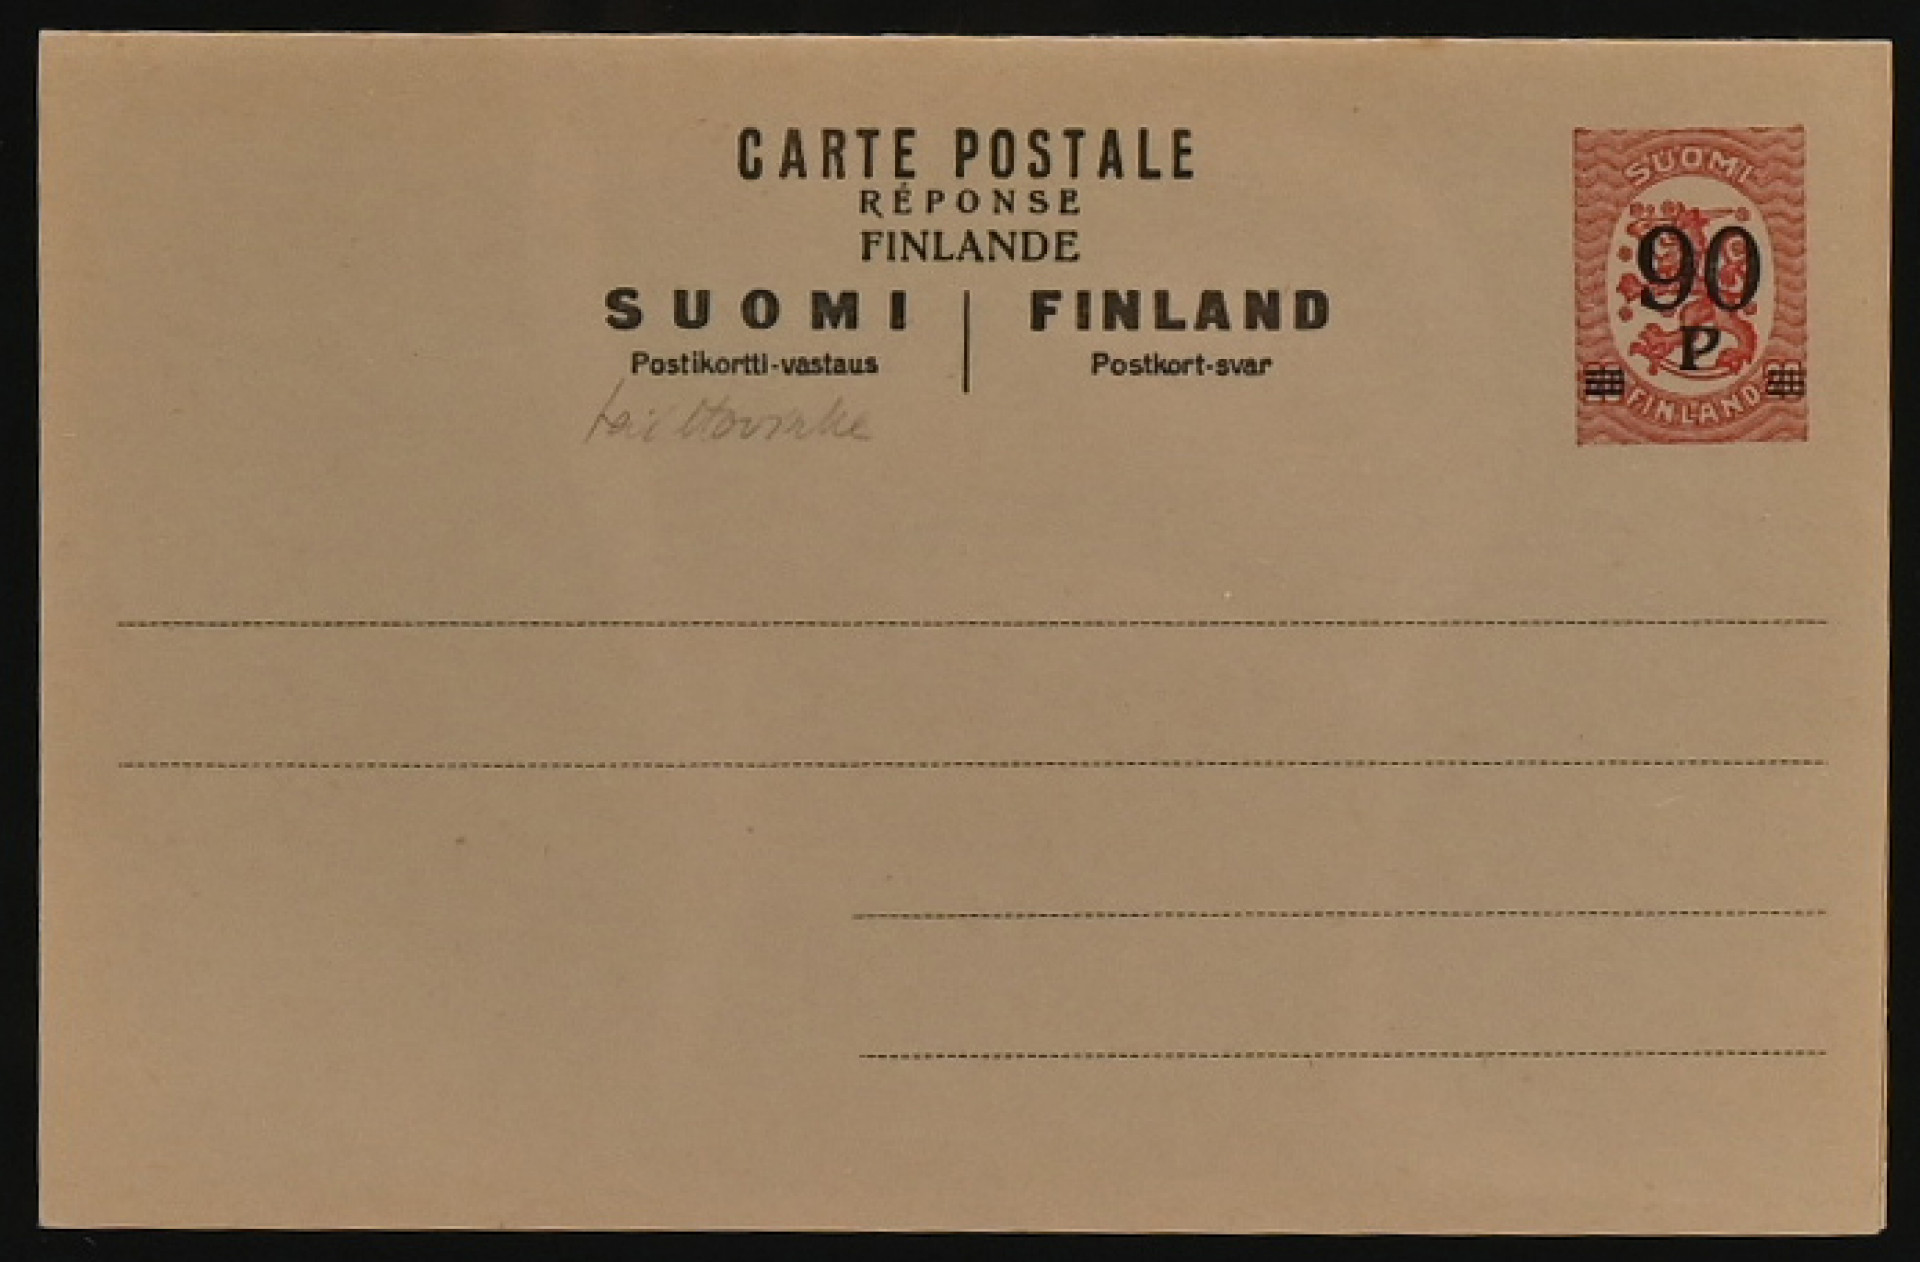 CARTE POSTALE
RÉPONSE
FINLANDE
SUOMI | FINLAND
Postikortti-vastaus | Postkort-svar
SUOMI
90
P
FINLAND